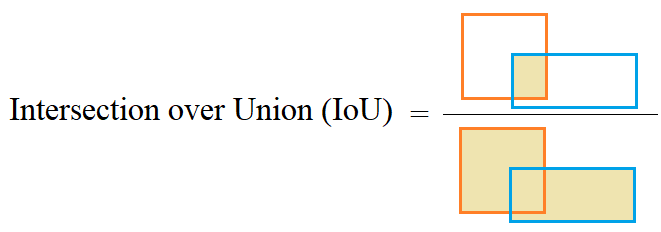 Intersection over Union (IoU) =